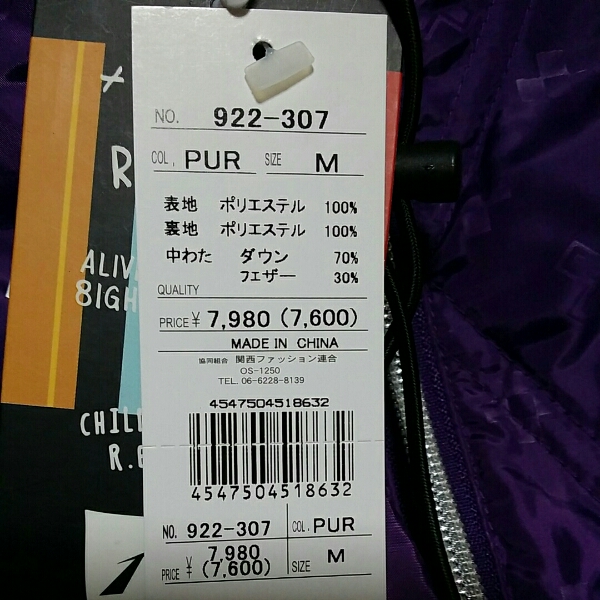 NO. 922-307
COL, PUR SIZE M
表地 ポリエステル 100%
裏地 ポリエステル 100%
中わた ダウン 70%
フェザー 30%
QUALITY
PRICE ¥ 7,980 (7,600)
MADE IN CHINA
協同組合 関西ファッション連合
OS-1250
TEL. 06-6228-8139
4547504518632
4547504518632
NO. 922-307 COL, PUR
PRICE ¥ 7,980 (7,600) SIZE M
+
R
ALIV
8IGH
CHILL
R.E